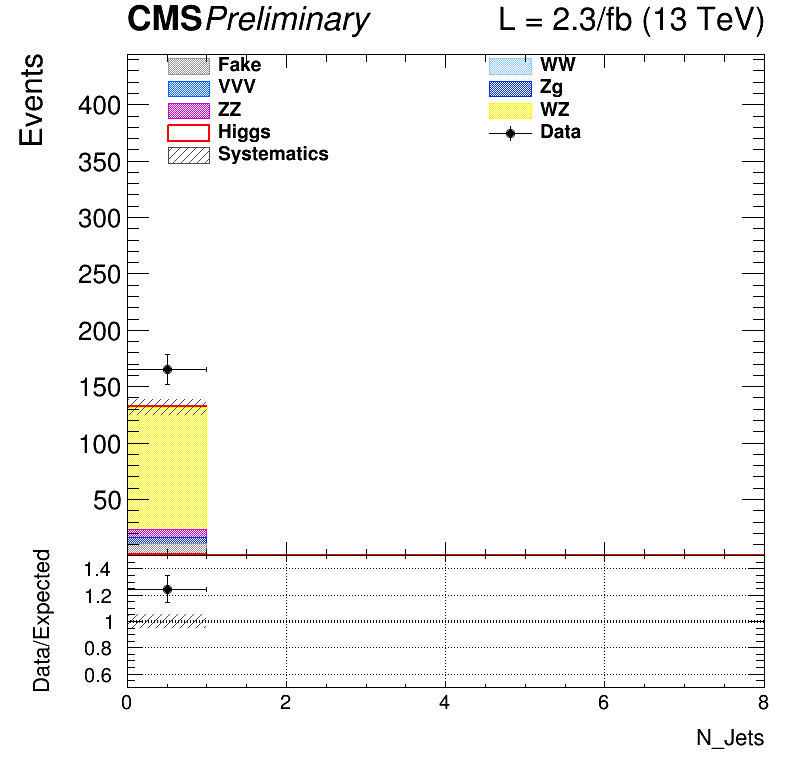 CMS Preliminary L = 2.3/fb (13 TeV)
Events
Fake WW
VVV Zg
ZZ WZ
Higgs Data
Systematics
400
350
300
250
200
150
100
50
Data/Expected
1.4
1.2
1
0.8
0.6
0 2 4 6 8
N_Jets